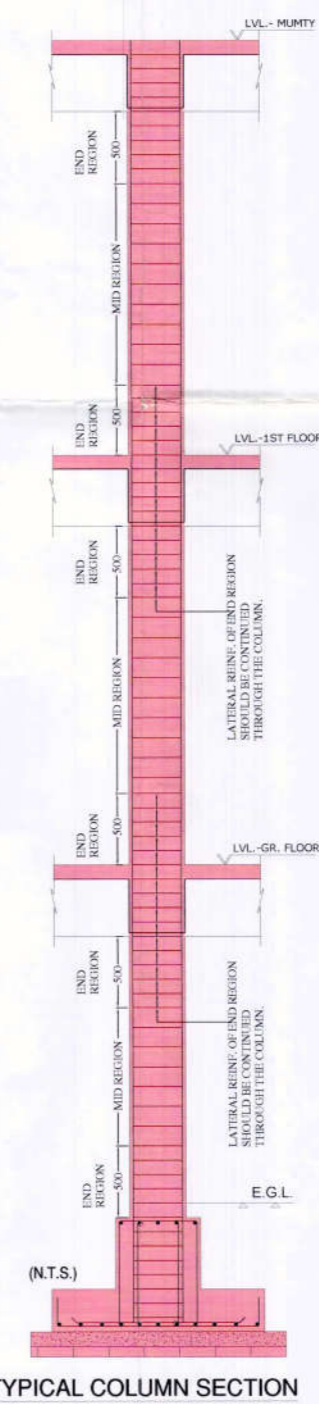 LVL.- MUMTY
END
REGION
500
MID REGION
500
END
REGION
LVL.-1ST FLOOR
END
REGION
500
LATERAL REINF. OF END REGION
SHOULD BE CONTINUED
THROUGH THE COLUMN.
MID REGION
500
END
REGION
LVL.-GR. FLOOR
END
REGION
500
LATERAL REINF. OF END REGION
SHOULD BE CONTINUED
THROUGH THE COLUMN.
MID REGION
500
END
REGION
E.G.L.
(N.T.S.)
TYPICAL COLUMN SECTION